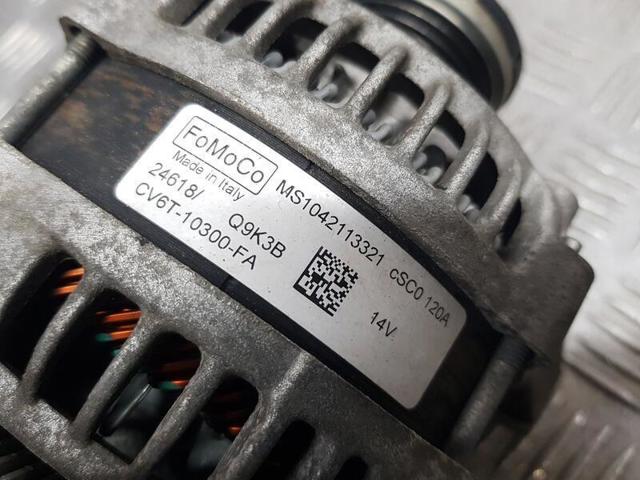 FoMoCo
Made in Italy
MS1042113321 cSC0 120A
24618/ Q9K3B
14V.
CV6T-10300-FA